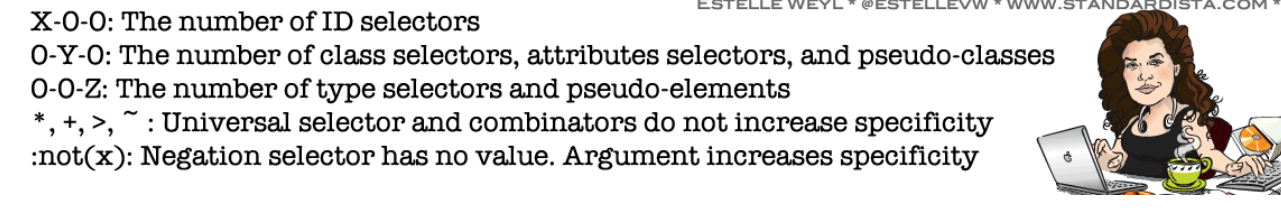 ESTELLE WEYL * @ESTELLEVW * WWW.STANDARDISTA.COM *
X-0-0: The number of ID selectors
0-Y-0: The number of class selectors, attributes selectors, and pseudo-classes
0-0-Z: The number of type selectors and pseudo-elements
*, +, >, ~ : Universal selector and combinators do not increase specificity
:not(x): Negation selector has no value. Argument increases specificity